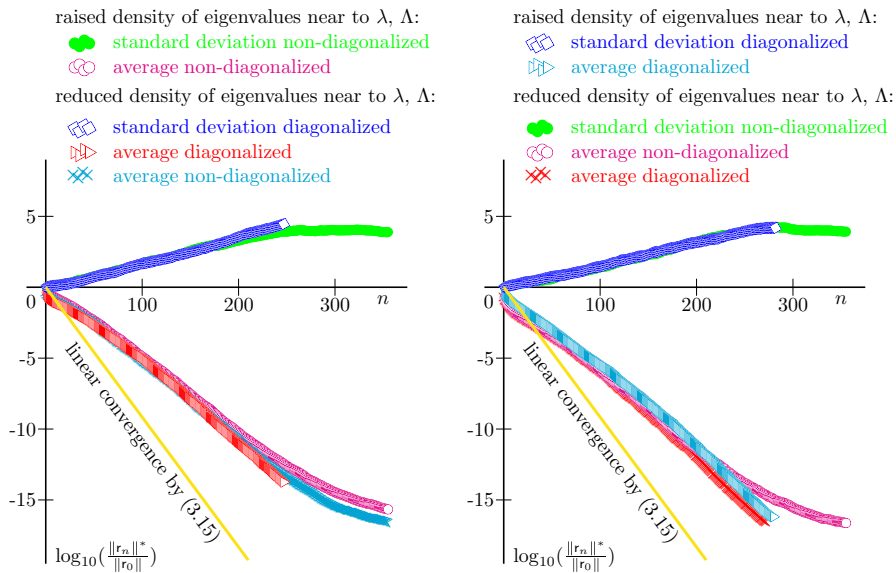 raised density of eigenvalues near to λ, Λ:
standard deviation non-diagonalized
average non-diagonalized
reduced density of eigenvalues near to λ, Λ:
standard deviation diagonalized
average diagonalized
average non-diagonalized
5
0
100
200
300
n
-5
-10
-15
linear convergence by (3.15)
log₁₀(‖rₙ‖*/‖r₀‖)
raised density of eigenvalues near to λ, Λ:
standard deviation diagonalized
average diagonalized
reduced density of eigenvalues near to λ, Λ:
standard deviation non-diagonalized
average non-diagonalized
average diagonalized
5
0
100
200
300
n
-5
-10
-15
linear convergence by (3.15)
log₁₀(‖rₙ‖*/‖r₀‖)